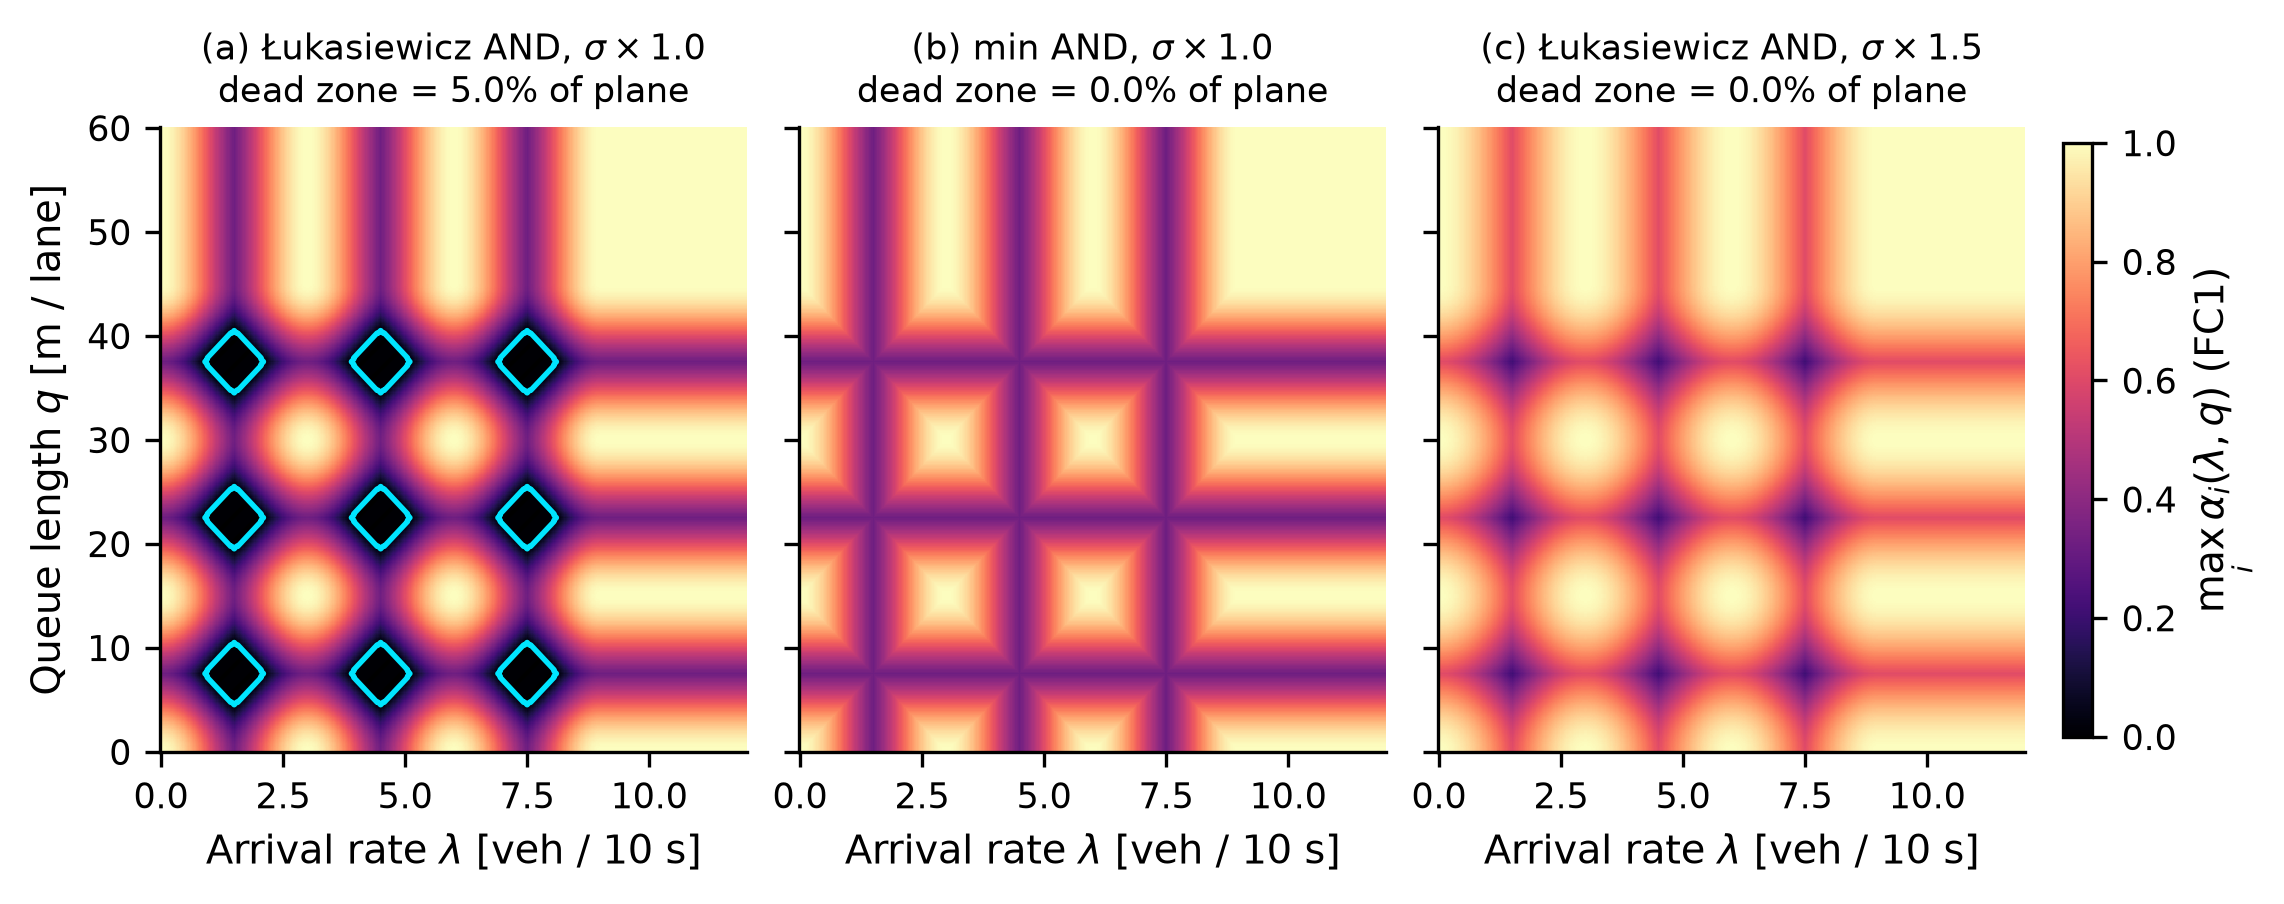 (a) Łukasiewicz AND, σ × 1.0
dead zone = 5.0% of plane
(b) min AND, σ × 1.0
dead zone = 0.0% of plane
(c) Łukasiewicz AND, σ × 1.5
dead zone = 0.0% of plane
Queue length q [m / lane]
60
50
40
30
20
10
0
0.0 2.5 5.0 7.5 10.0
Arrival rate λ [veh / 10 s]
0.0 2.5 5.0 7.5 10.0
Arrival rate λ [veh / 10 s]
0.0 2.5 5.0 7.5 10.0
Arrival rate λ [veh / 10 s]
1.0
0.8
0.6
0.4
0.2
0.0
max αᵢ(λ, q) (FC1)
i